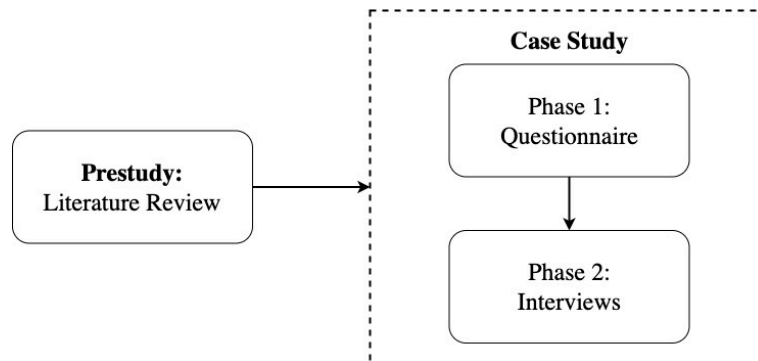 Case Study
Phase 1:
Questionnaire
Prestudy:
Literature Review
Phase 2:
Interviews